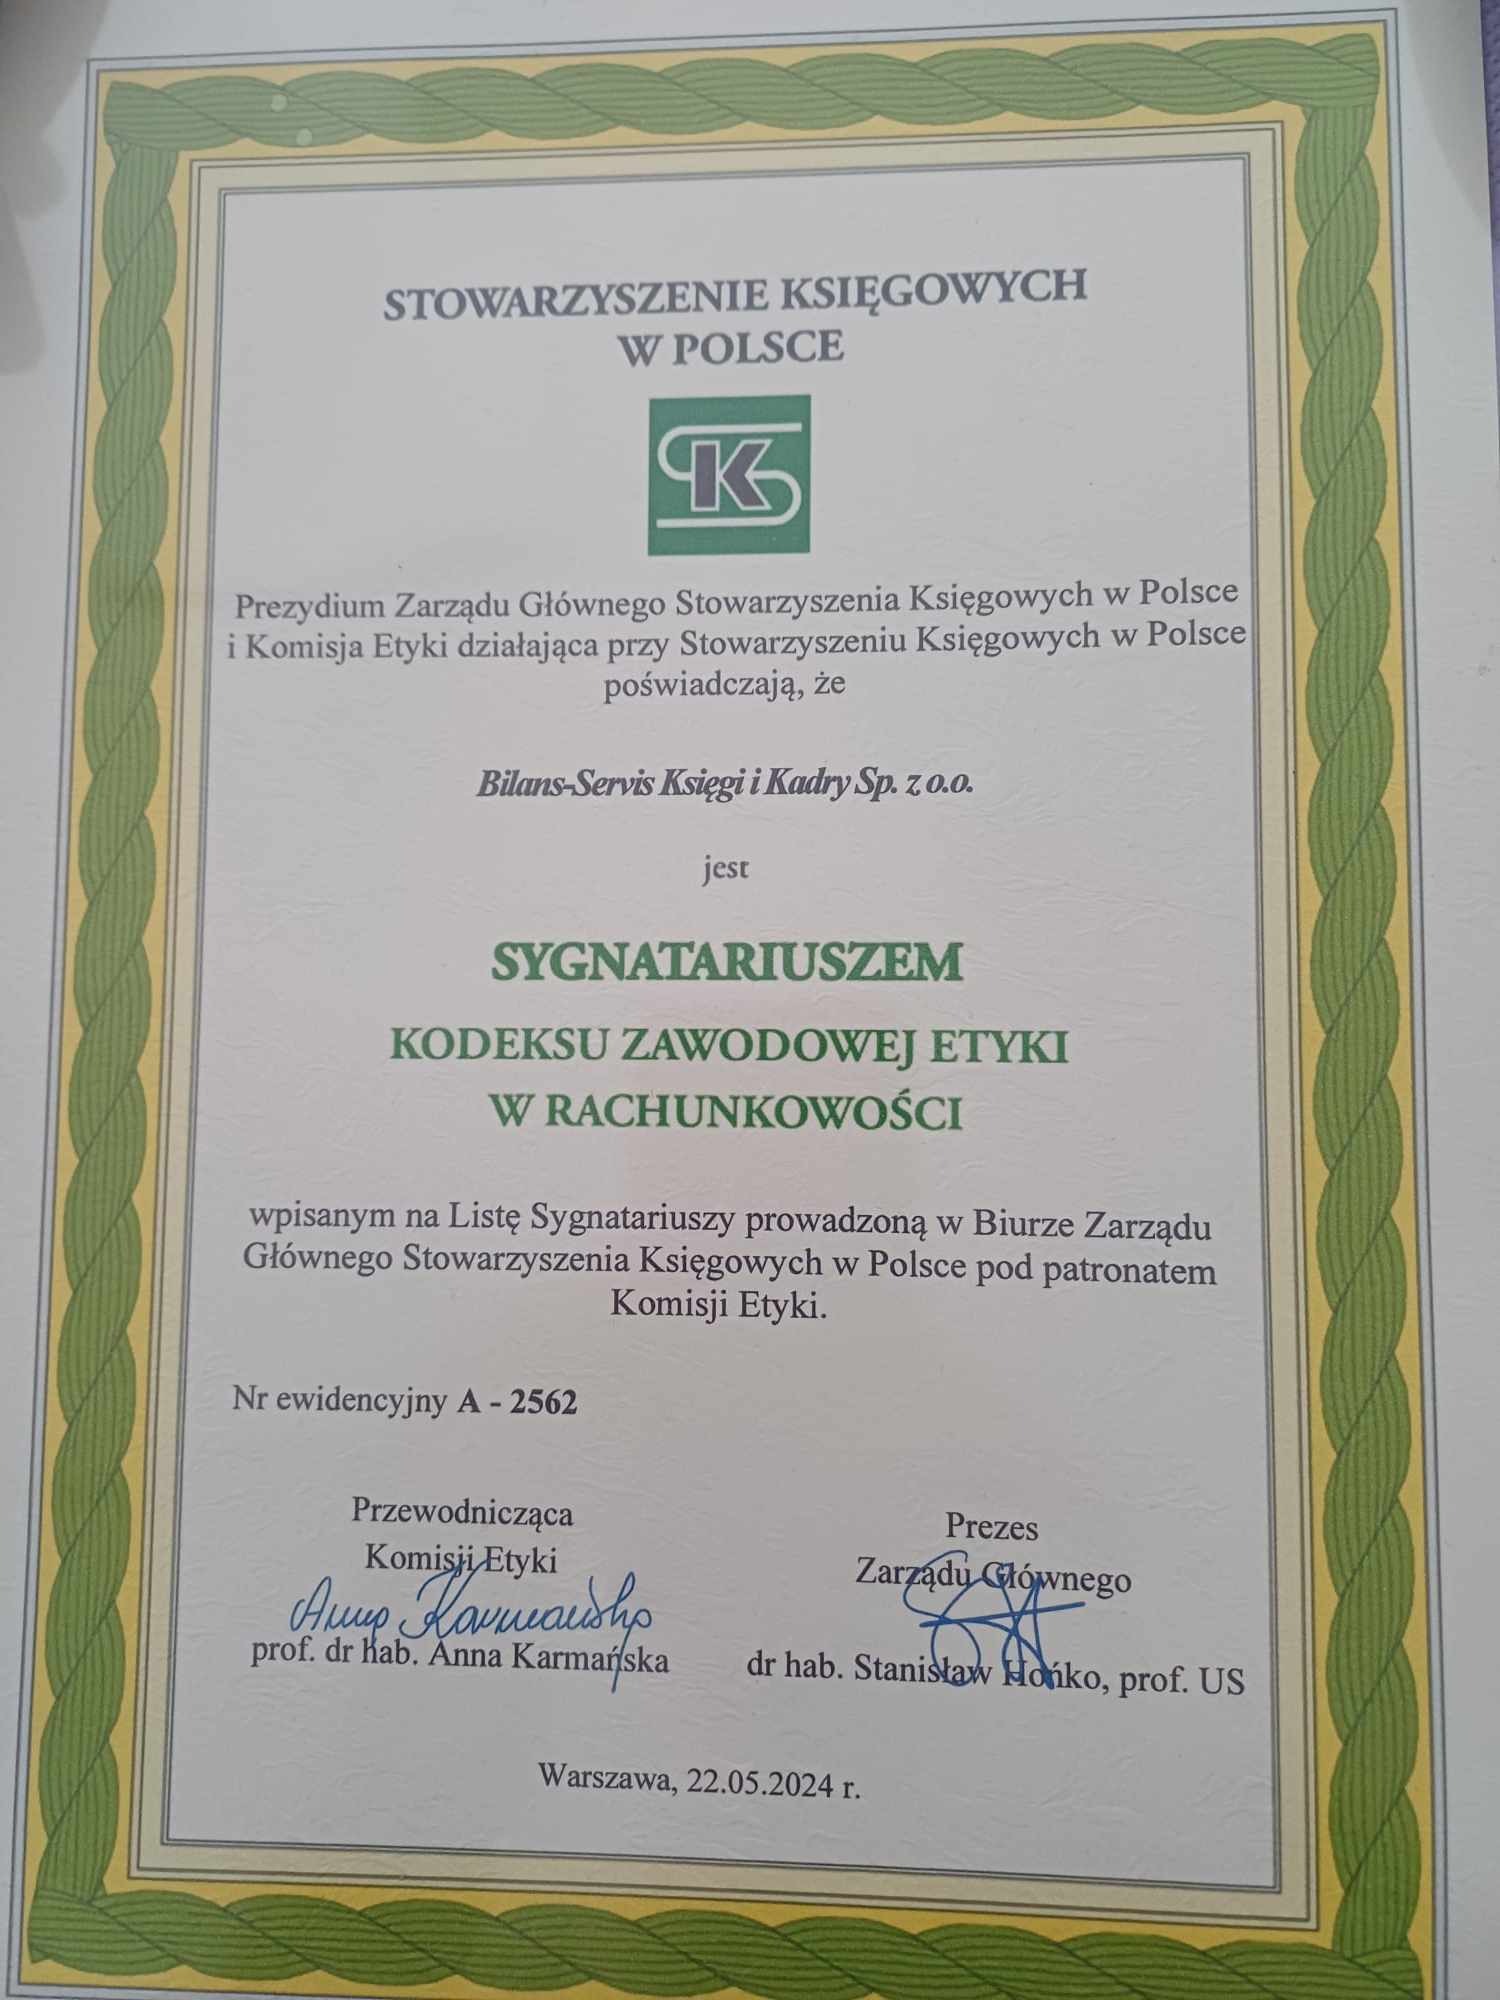 STOWARZYSZENIE KSIĘGOWYCH
W POLSCE
SK
Prezydium Zarządu Głównego Stowarzyszenia Księgowych w Polsce
i Komisja Etyki działająca przy Stowarzyszeniu Księgowych w Polsce
poświadczają, że
Bilans-Servis Księgi i Kadry Sp. z o.o.
jest
SYGNATARIUSZEM
KODEKSU ZAWODOWEJ ETYKI
W RACHUNKOWOŚCI
wpisanym na Listę Sygnatariuszy prowadzoną w Biurze Zarządu
Głównego Stowarzyszenia Księgowych w Polsce pod patronatem
Komisji Etyki.
Nr ewidencyjny A - 2562
Przewodnicząca
Komisji Etyki
Anna Karmańska
prof. dr hab. Anna Karmańska
Prezes
Zarządu Głównego
dr hab. Stanisław Hońko, prof. US
Warszawa, 22.05.2024 r.